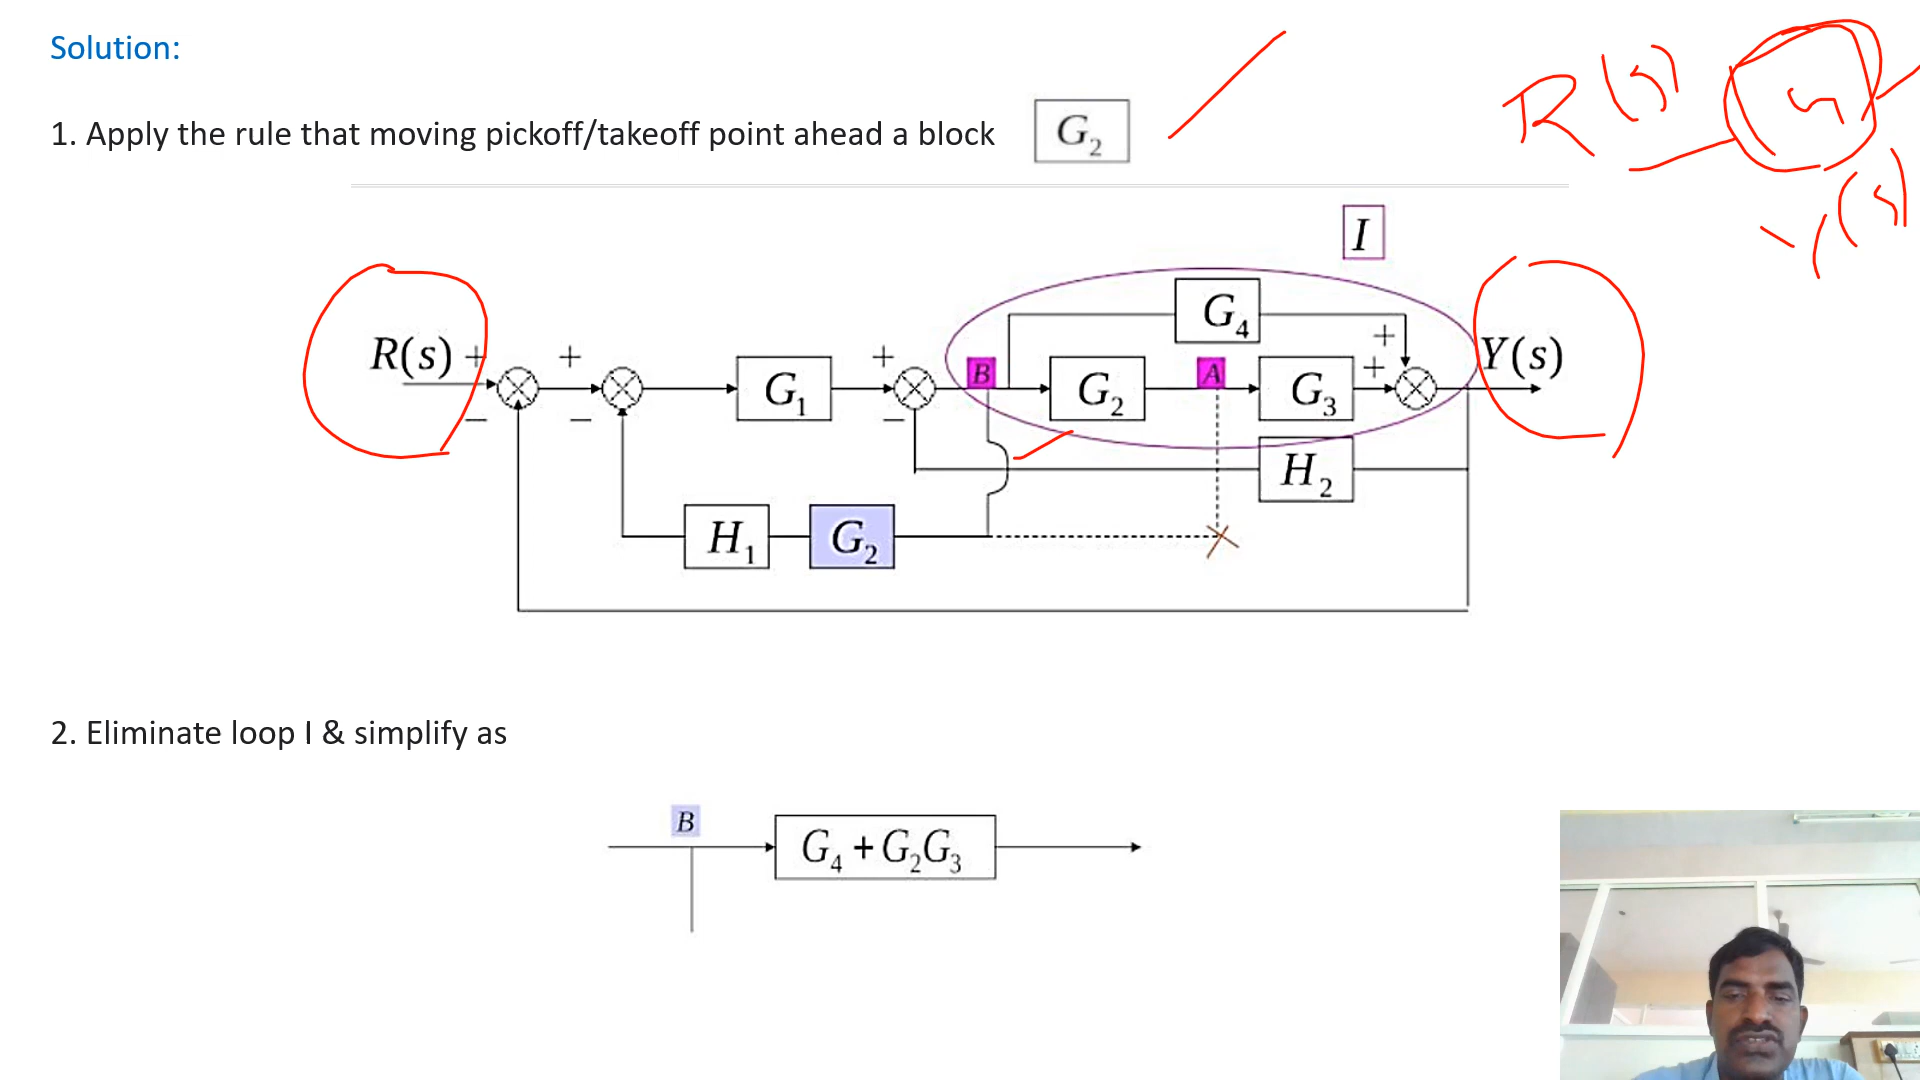 Solution:
R(s)
G
Y(s)
1. Apply the rule that moving pickoff/takeoff point ahead a block G₂
I
G₄
R(s) + + + B G₂ A G₃ + + Y(s)
G₁
− − −
H₂
H₁ G₂
2. Eliminate loop I & simplify as
B
G₄ + G₂G₃